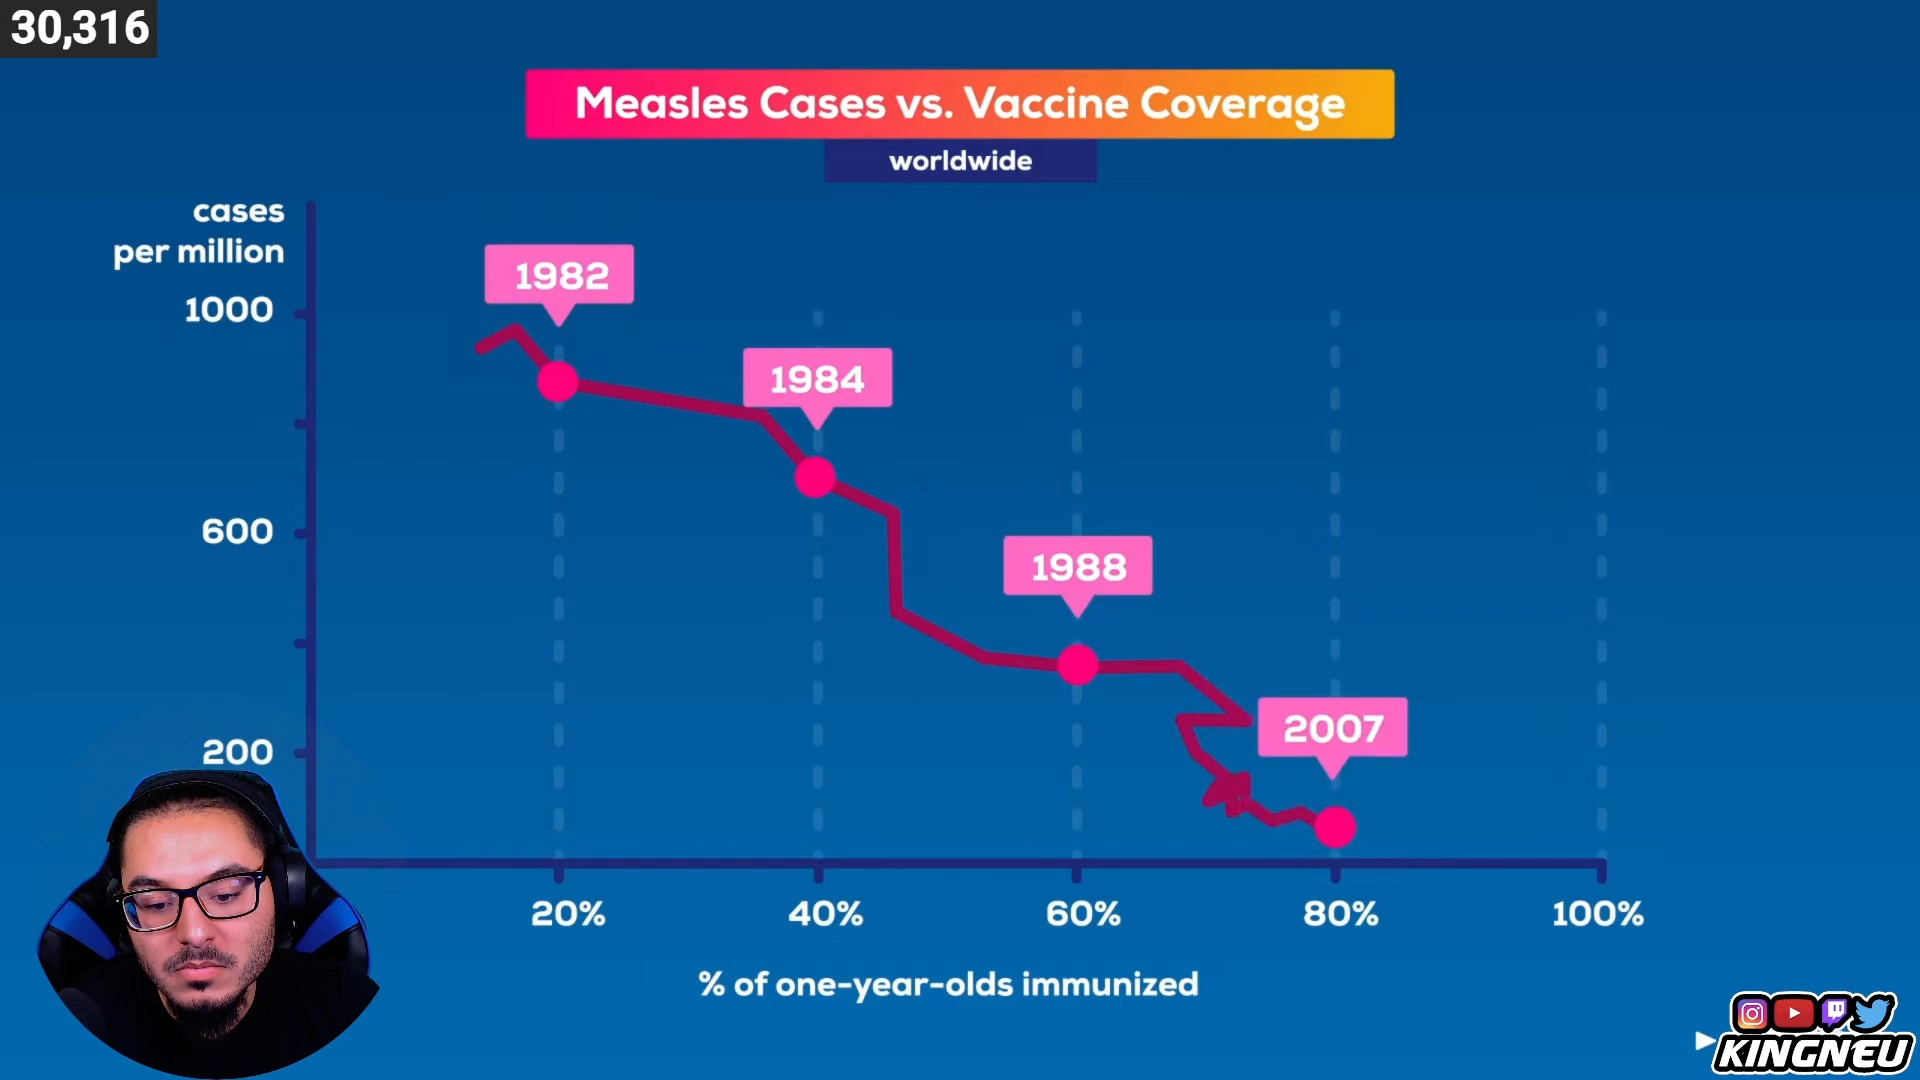 30,316
Measles Cases vs. Vaccine Coverage
worldwide
cases
per million
1000
600
200
1982
1984
1988
2007
20% 40% 60% 80% 100%
% of one-year-olds immunized
KINGNEU